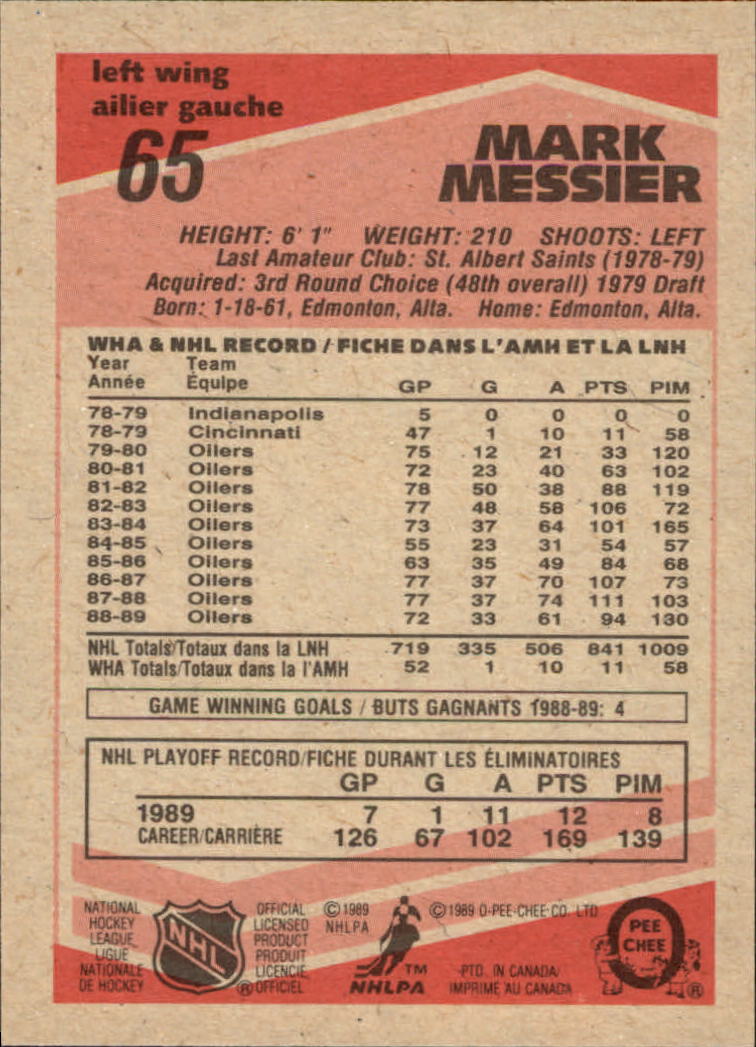 left wing
ailier gauche
65
MARK
MESSIER
HEIGHT: 6' 1" WEIGHT: 210 SHOOTS: LEFT
Last Amateur Club: St. Albert Saints (1978-79)
Acquired: 3rd Round Choice (48th overall) 1979 Draft
Born: 1-18-61, Edmonton, Alta. Home: Edmonton, Alta.
WHA & NHL RECORD / FICHE DANS L'AMH ET LA LNH
Year Team
Année Équipe GP G A PTS PIM
78-79 Indianapolis 5 0 0 0 0
78-79 Cincinnati 47 1 10 11 58
79-80 Oilers 75 12 21 33 120
80-81 Oilers 72 23 40 63 102
81-82 Oilers 78 50 38 88 119
82-83 Oilers 77 48 58 106 72
83-84 Oilers 73 37 64 101 165
84-85 Oilers 55 23 31 54 57
85-86 Oilers 63 35 49 84 68
86-87 Oilers 77 37 70 107 73
87-88 Oilers 77 37 74 111 103
88-89 Oilers 72 33 61 94 130
NHL Totals/Totaux dans la LNH 719 335 506 841 1009
WHA Totals/Totaux dans la l'AMH 52 1 10 11 58
GAME WINNING GOALS / BUTS GAGNANTS 1988-89: 4
NHL PLAYOFF RECORD/FICHE DURANT LES ÉLIMINATOIRES
GP G A PTS PIM
1989 7 1 11 12 8
CAREER/CARRIÈRE 126 67 102 169 139
NATIONAL
HOCKEY
LEAGUE
LIGUE
NATIONALE
DE HOCKEY
NHL
OFFICIAL
LICENSED
PRODUCT
PRODUIT
LICENCIÉ
® OFFICIEL
© 1989
NHLPA
TM
NHLPA
© 1989 O-PEE-CHEE CO. LTD
PTD. IN CANADA/
IMPRIMÉ AU CANADA
PEE
CHEE
®